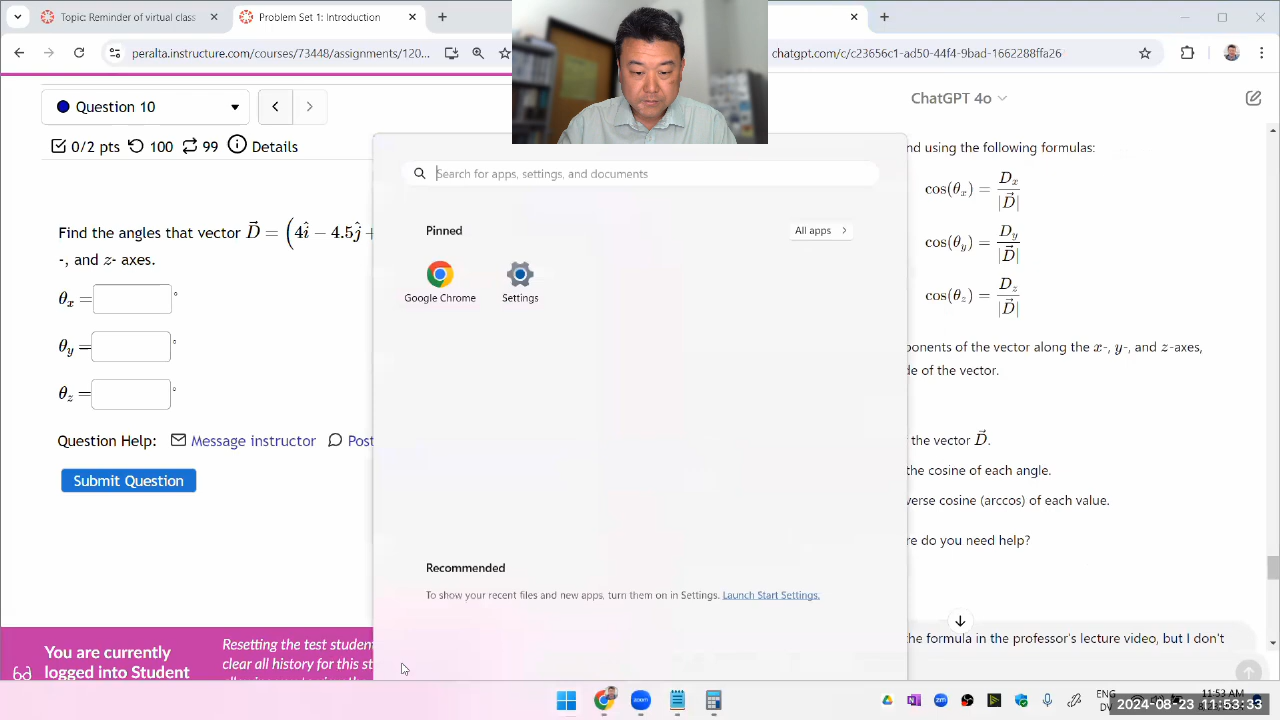 Topic: Reminder of virtual class
Problem Set 1: Introduction
peralta.instructure.com/courses/73448/assignments/120...
chatgpt.com/c/c23656c1-ad50-44f4-9bad-1662288ffa26
Question 10
0/2 pts 100 99 Details
Find the angles that vector D⃗ = (4î − 4.5ĵ +
-, and z- axes.
θx = °
θy = °
θz = °
Question Help: Message instructor Post
Submit Question
You are currently
logged into Student
Resetting the test student
clear all history for this st
Search for apps, settings, and documents
Pinned
All apps
Google Chrome
Settings
Recommended
To show your recent files and new apps, turn them on in Settings. Launch Start Settings.
ChatGPT 4o
nd using the following formulas:
cos(θx) = Dx / |D⃗|
cos(θy) = Dy / |D⃗|
cos(θz) = Dz / |D⃗|
ponents of the vector along the x-, y-, and z-axes,
de of the vector.
the vector D⃗.
the cosine of each angle.
verse cosine (arccos) of each value.
re do you need help?
the formula in the professor's lecture video, but I don't
ENG
DV
11:53 AM
2024-08-23 11:53:33